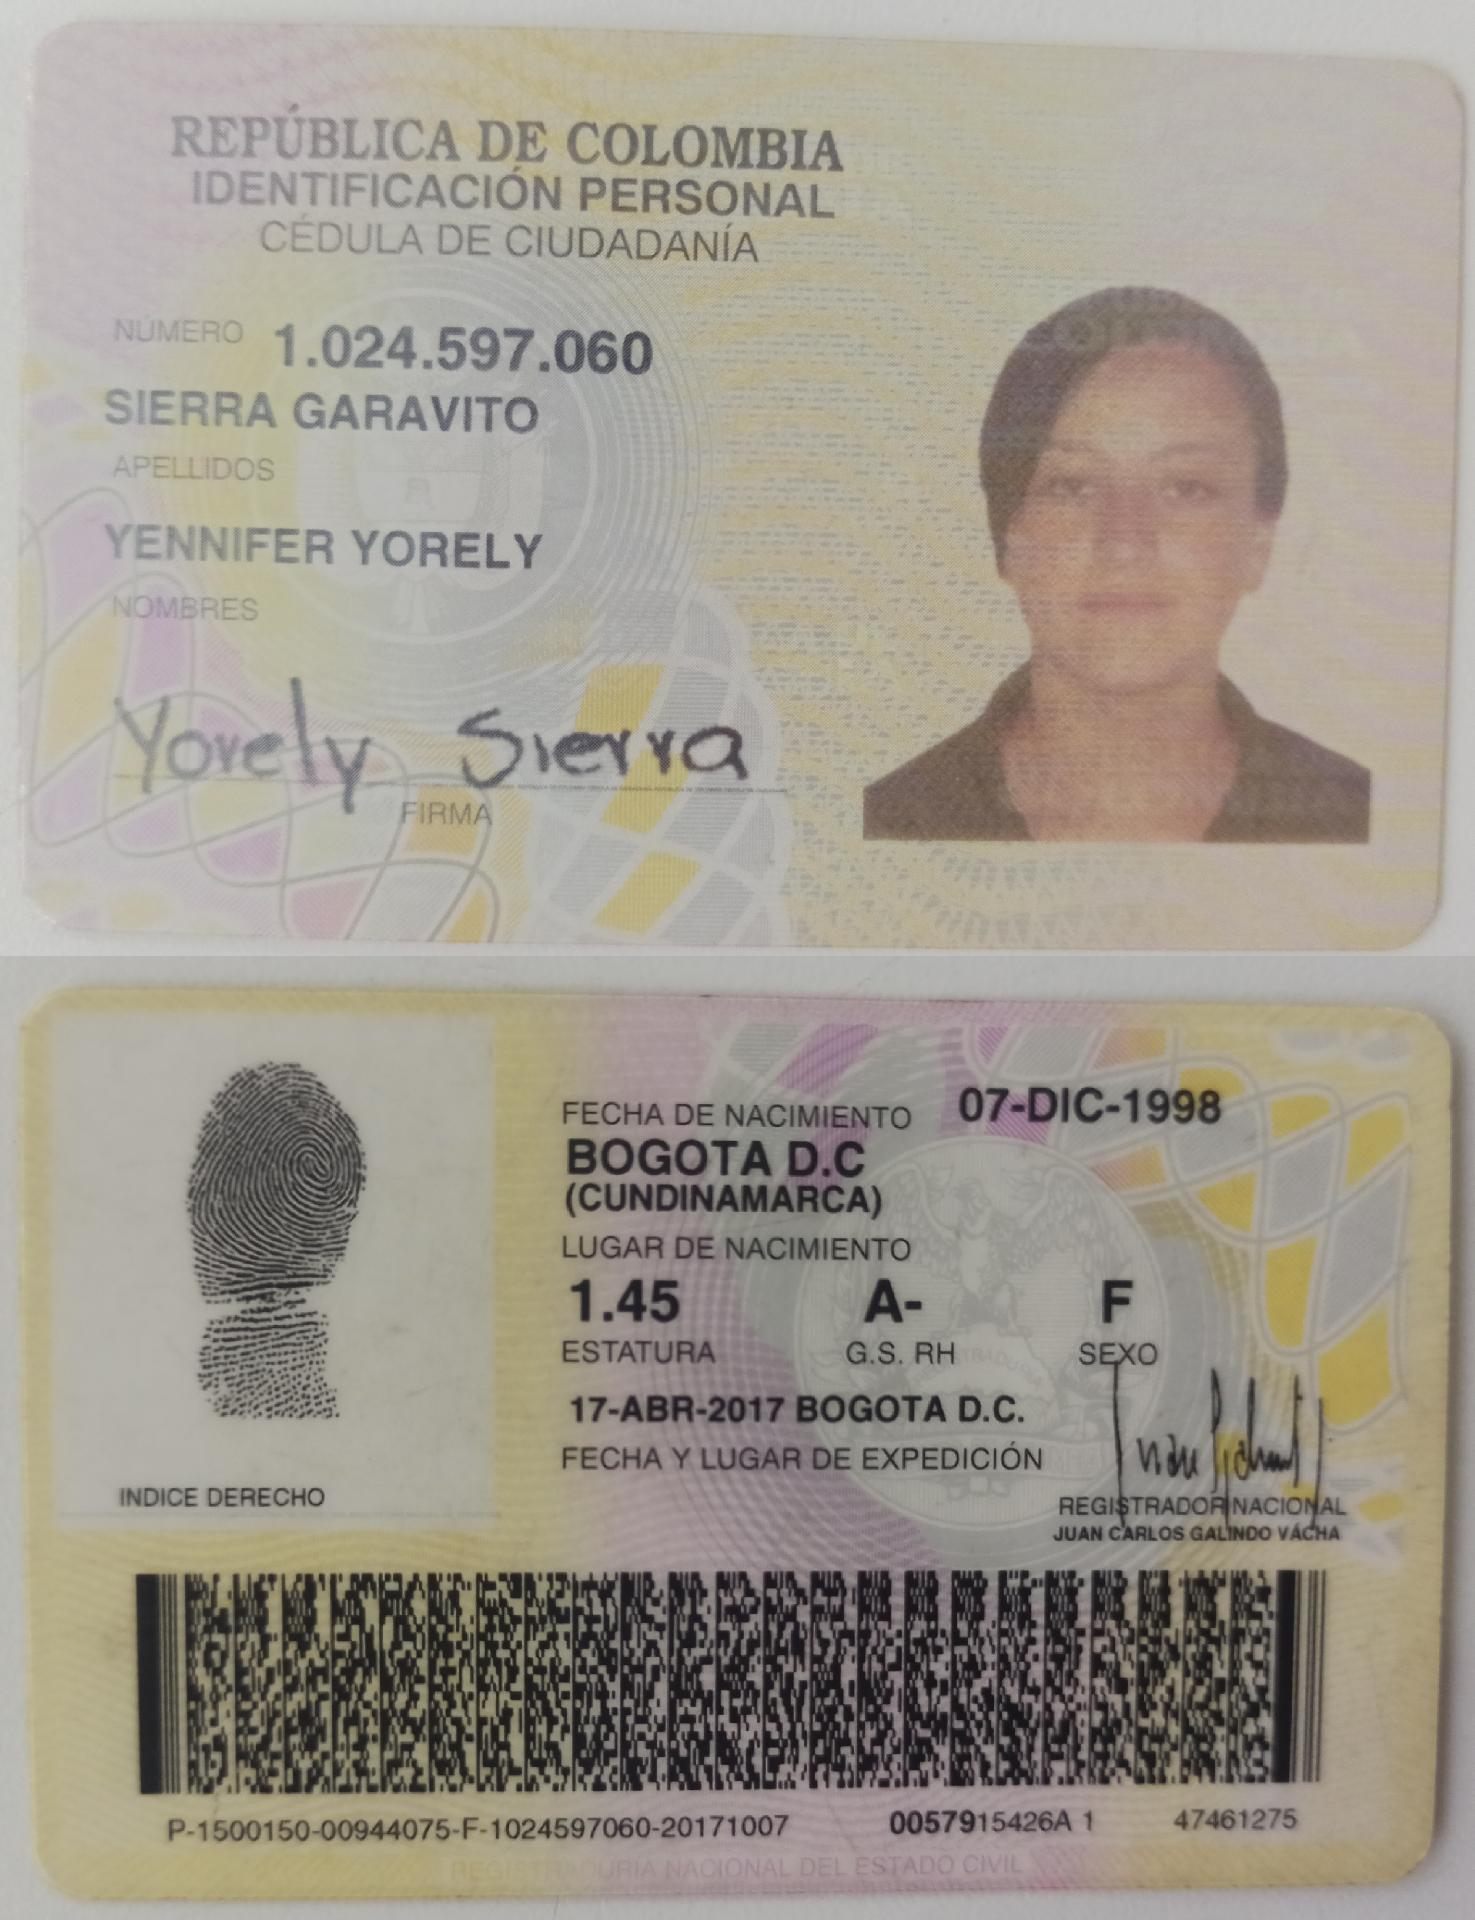 REPÚBLICA DE COLOMBIA
IDENTIFICACIÓN PERSONAL
CÉDULA DE CIUDADANÍA
NÚMERO 1.024.597.060
SIERRA GARAVITO
APELLIDOS
YENNIFER YORELY
NOMBRES
Yorely Sierra
FIRMA
FECHA DE NACIMIENTO 07-DIC-1998
BOGOTA D.C
(CUNDINAMARCA)
LUGAR DE NACIMIENTO
1.45 A- F
ESTATURA G.S. RH SEXO
17-ABR-2017 BOGOTA D.C.
FECHA Y LUGAR DE EXPEDICIÓN
INDICE DERECHO
REGISTRADOR NACIONAL
JUAN CARLOS GALINDO VÁCHA
P-1500150-00944075-F-1024597060-20171007 0057915426A 1 47461275
REGISTRADURIA NACIONAL DEL ESTADO CIVIL